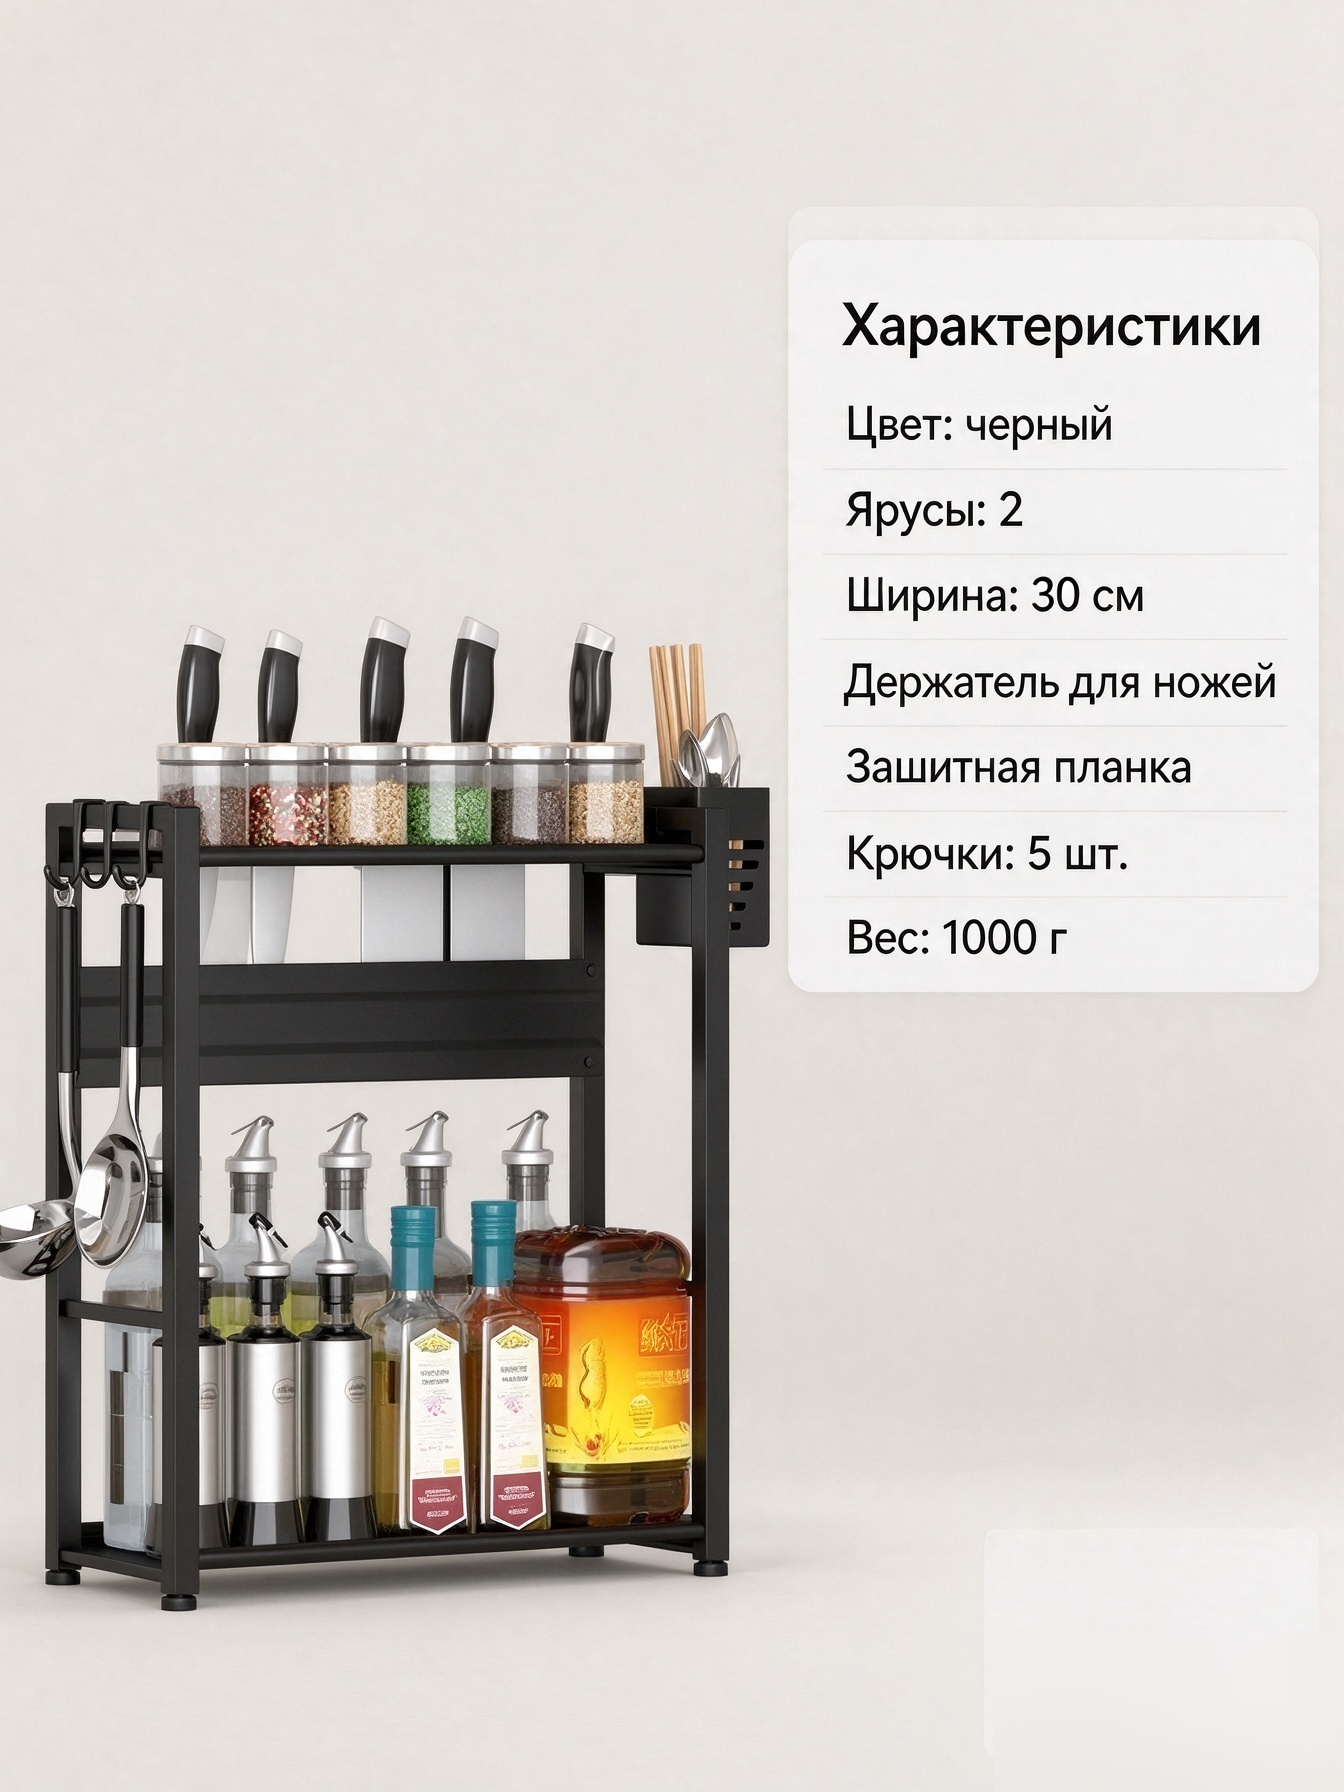 Характеристики
Цвет: черный
Ярусы: 2
Ширина: 30 см
Держатель для ножей
Зашитная планка
Крючки: 5 шт.
Вес: 1000 г